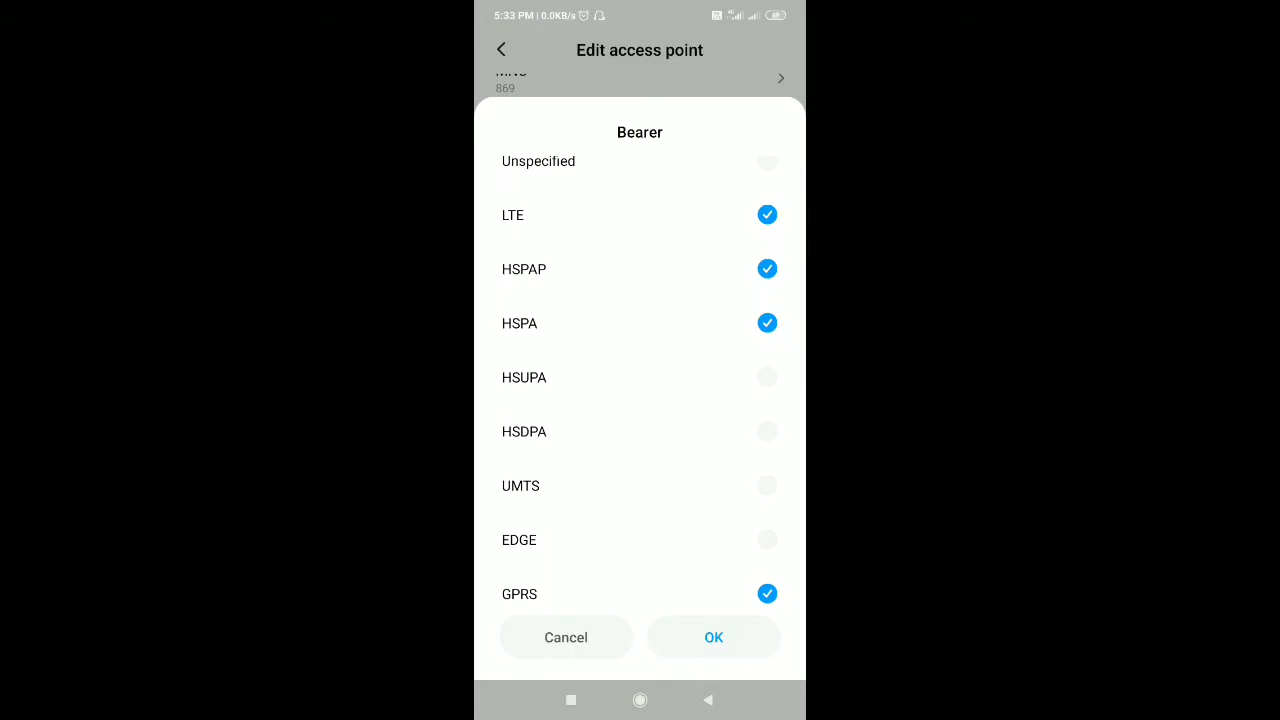 5:33 PM | 0.0KB/s
Edit access point
869
Bearer
Unspecified
LTE
HSPAP
HSPA
HSUPA
HSDPA
UMTS
EDGE
GPRS
Cancel
OK